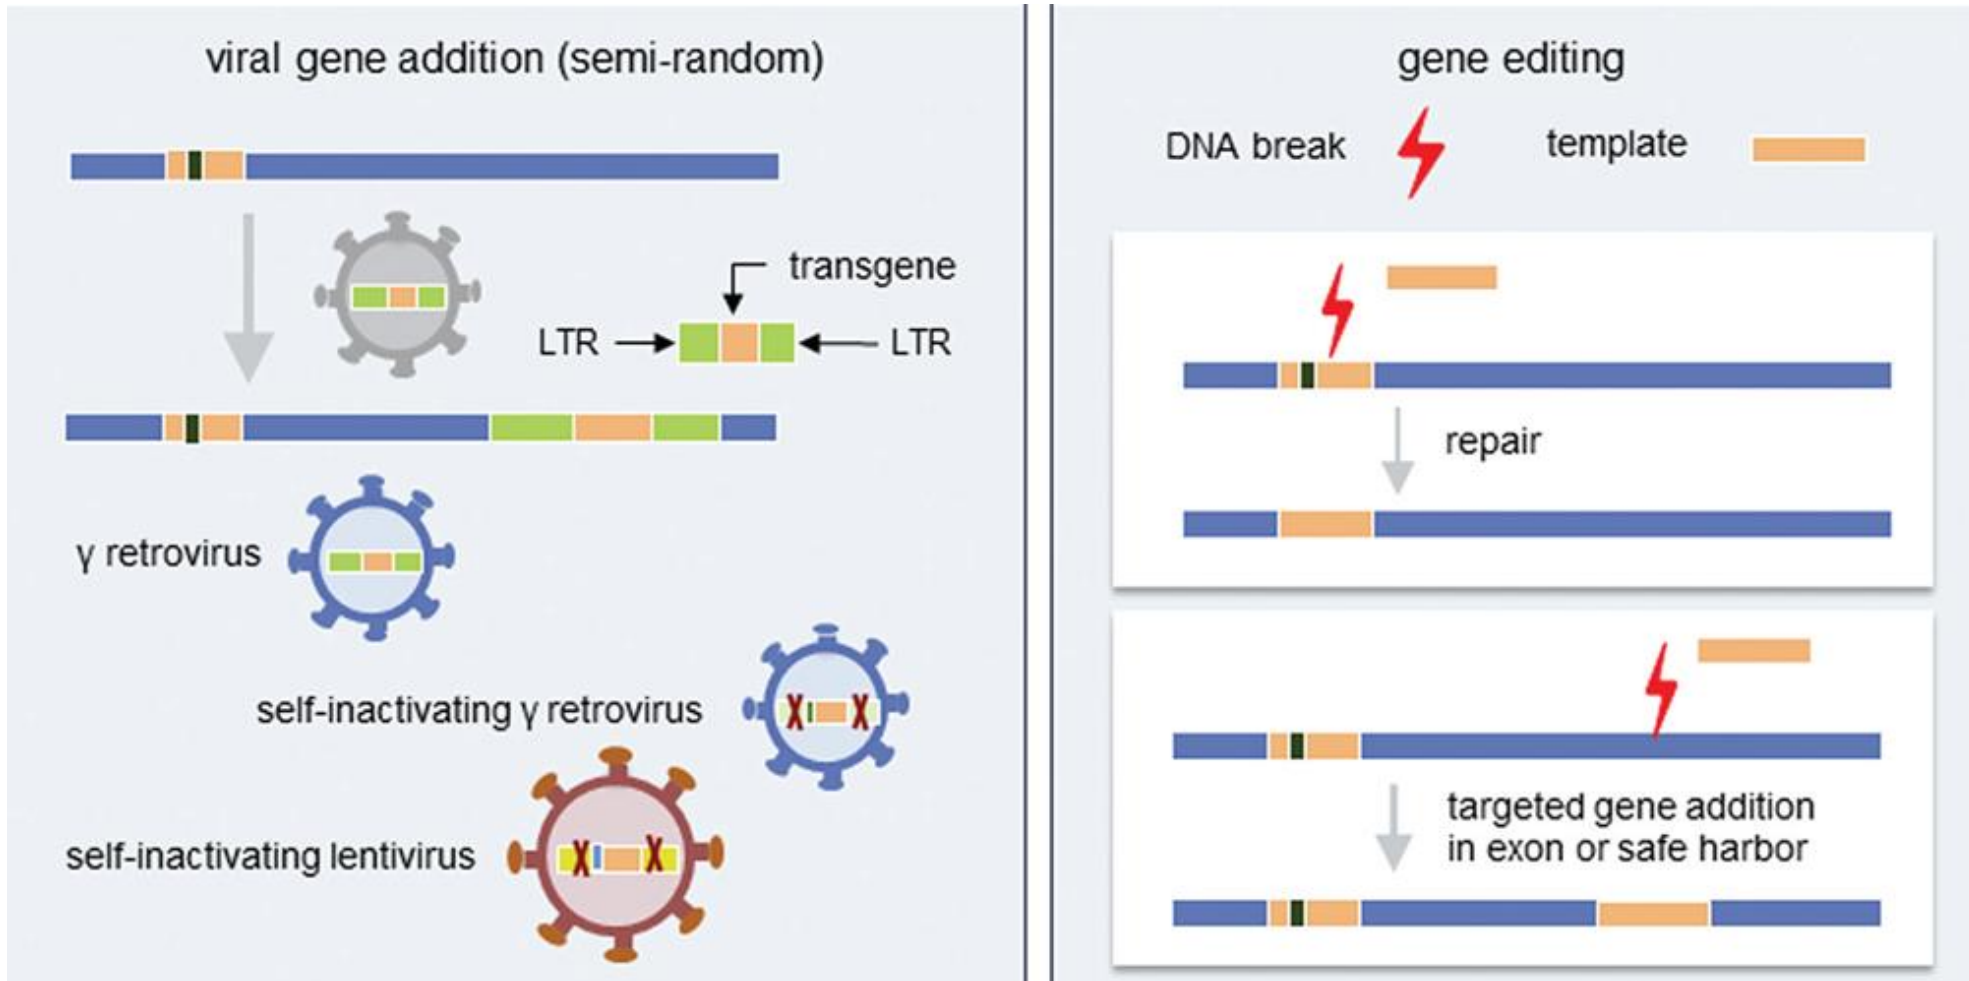 viral gene addition (semi-random)
transgene
LTR
LTR
γ retrovirus
self-inactivating γ retrovirus
self-inactivating lentivirus
gene editing
DNA break
template
repair
targeted gene addition
in exon or safe harbor